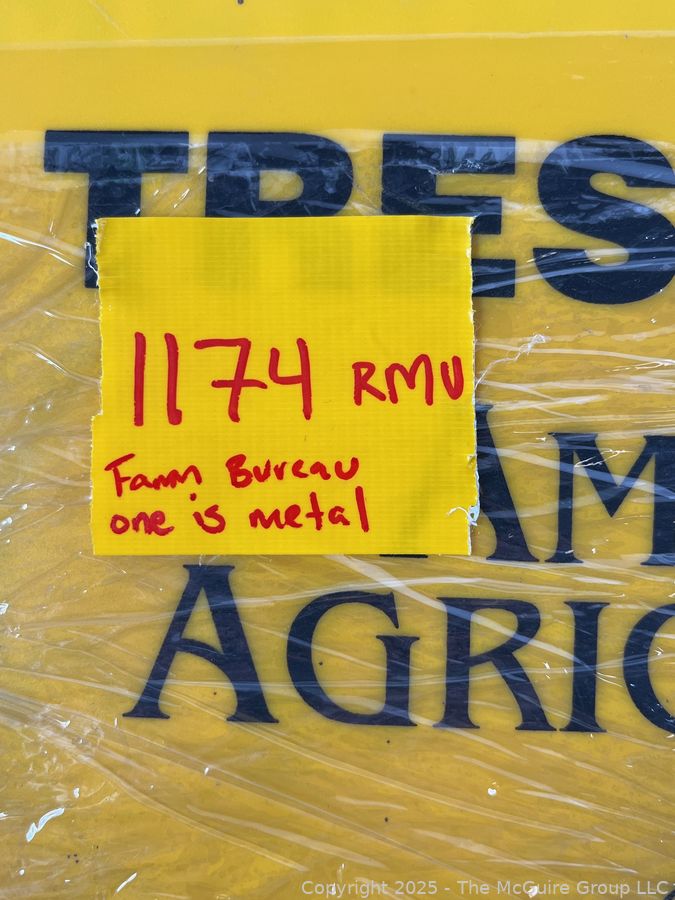 TRES
1174 RMU
Farm Bureau
one is metal
AM
AGRIC
Copyright 2025 - The McGuire Group LLC